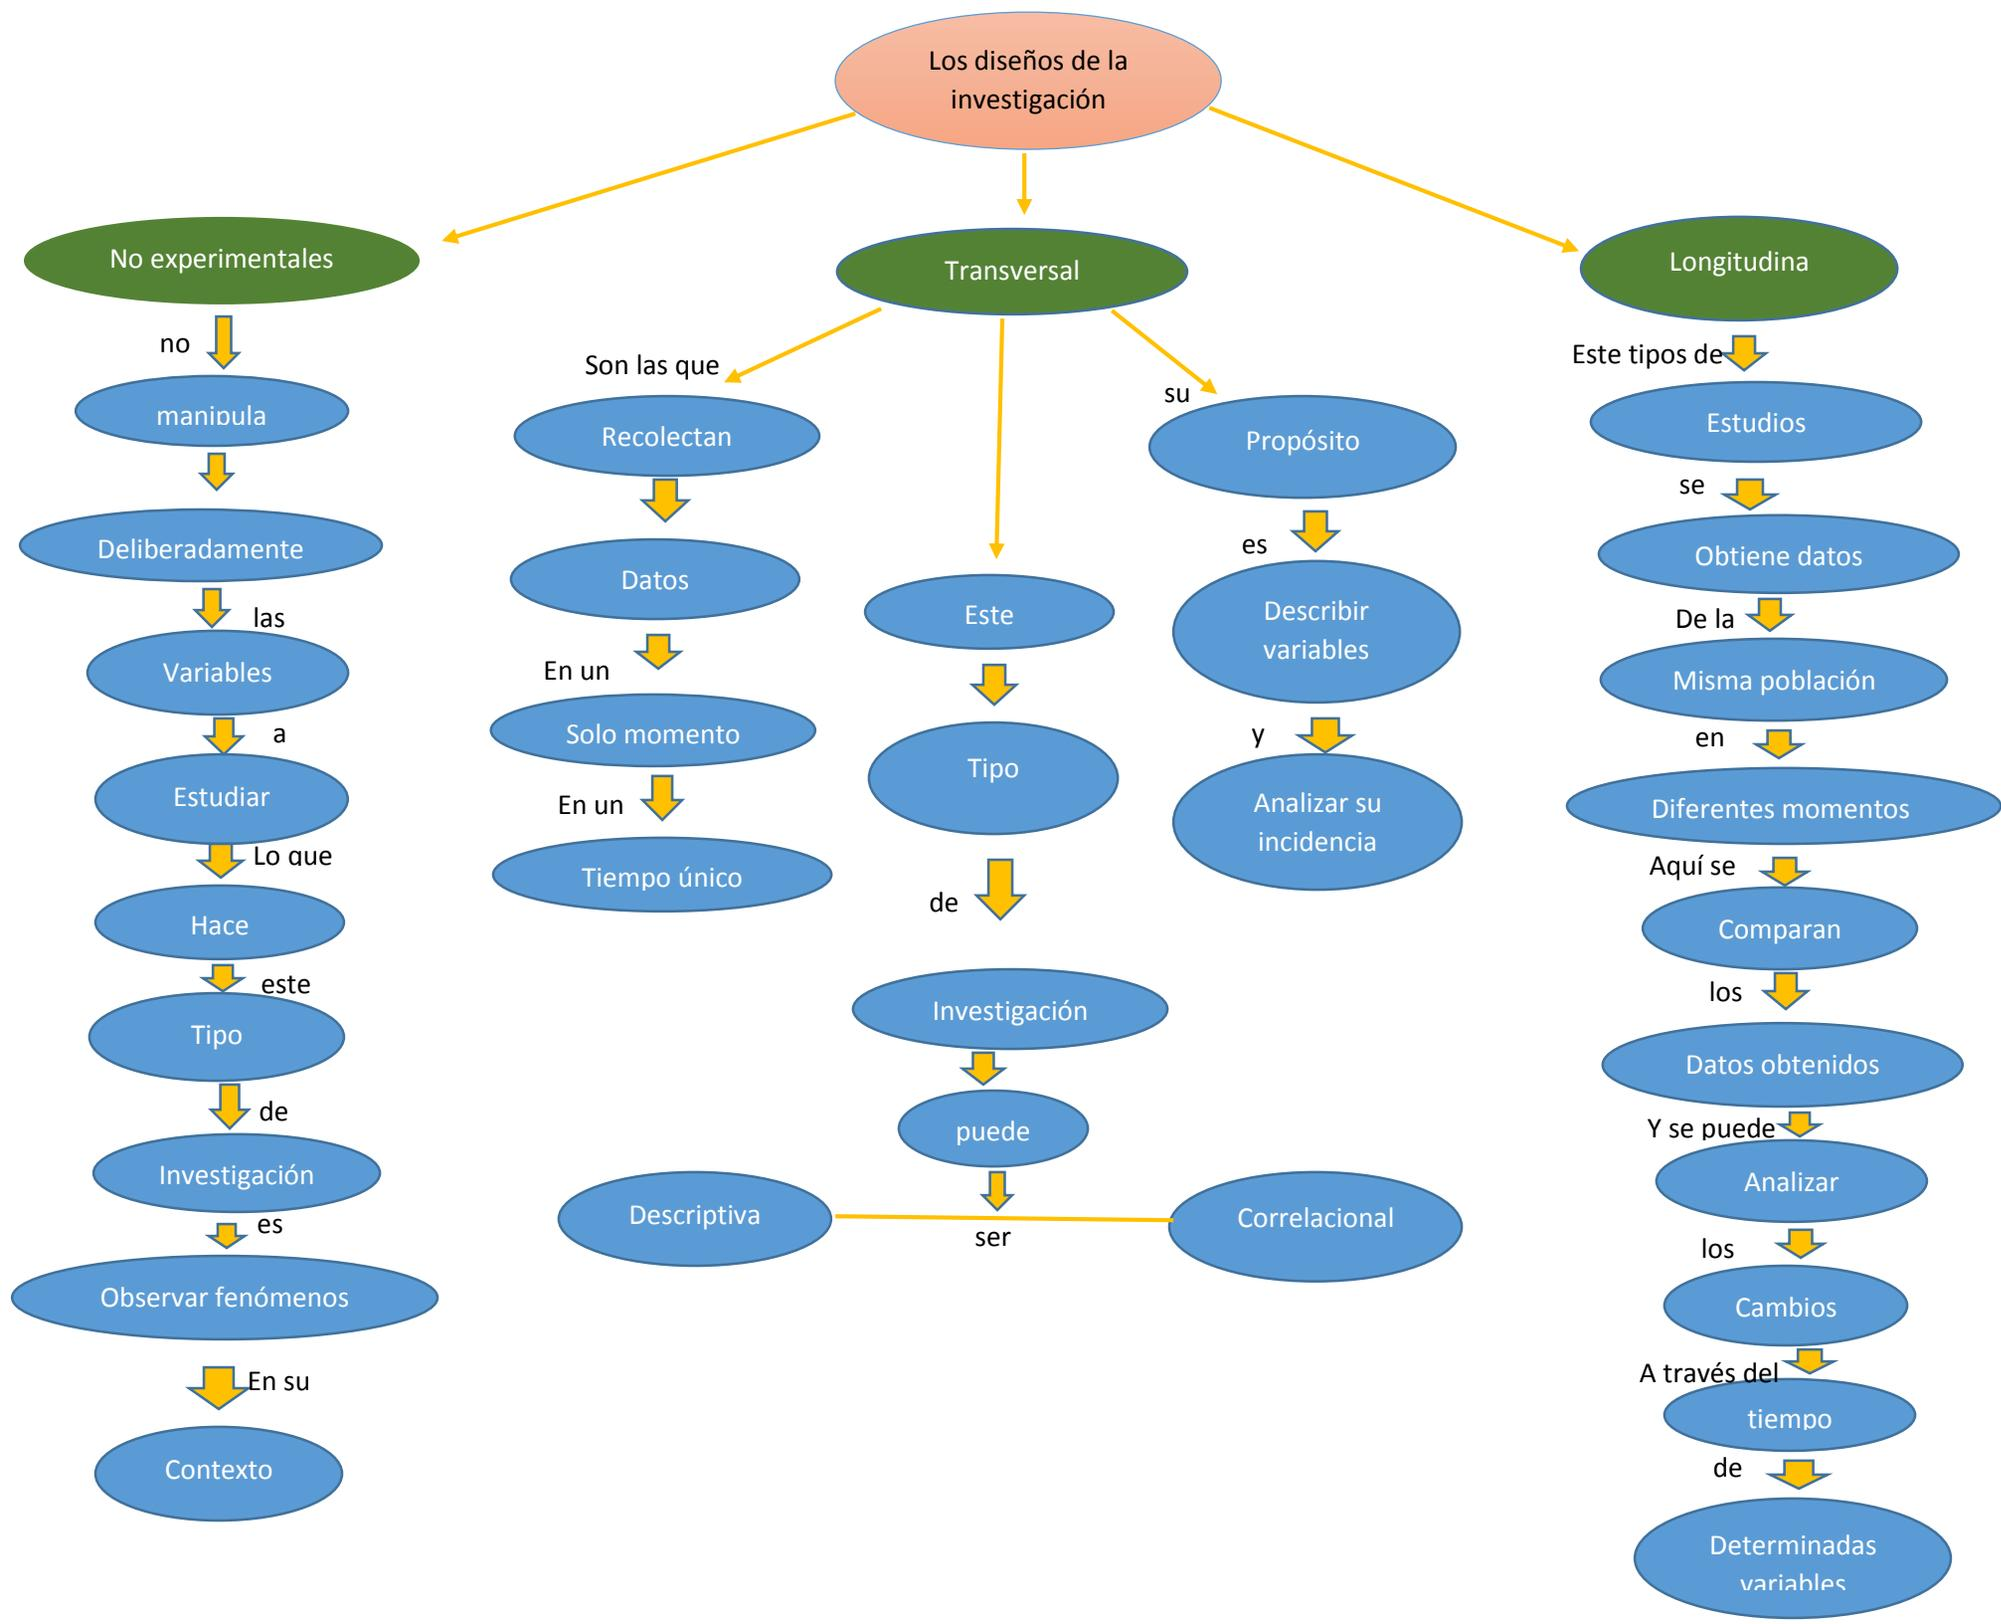 Los diseños de la
investigación
No experimentales
no
manipula
Deliberadamente
las
Variables
a
Estudiar
Lo que
Hace
este
Tipo
de
Investigación
es
Observar fenómenos
En su
Contexto
Transversal
Son las que
Recolectan
Datos
En un
Solo momento
En un
Tiempo único
Este
Tipo
de
Investigación
puede
ser
Descriptiva
Correlacional
su
Propósito
es
Describir
variables
y
Analizar su
incidencia
Longitudina
Este tipos de
Estudios
se
Obtiene datos
De la
Misma población
en
Diferentes momentos
Aquí se
Comparan
los
Datos obtenidos
Y se puede
Analizar
los
Cambios
A través del
tiempo
de
Determinadas
variables